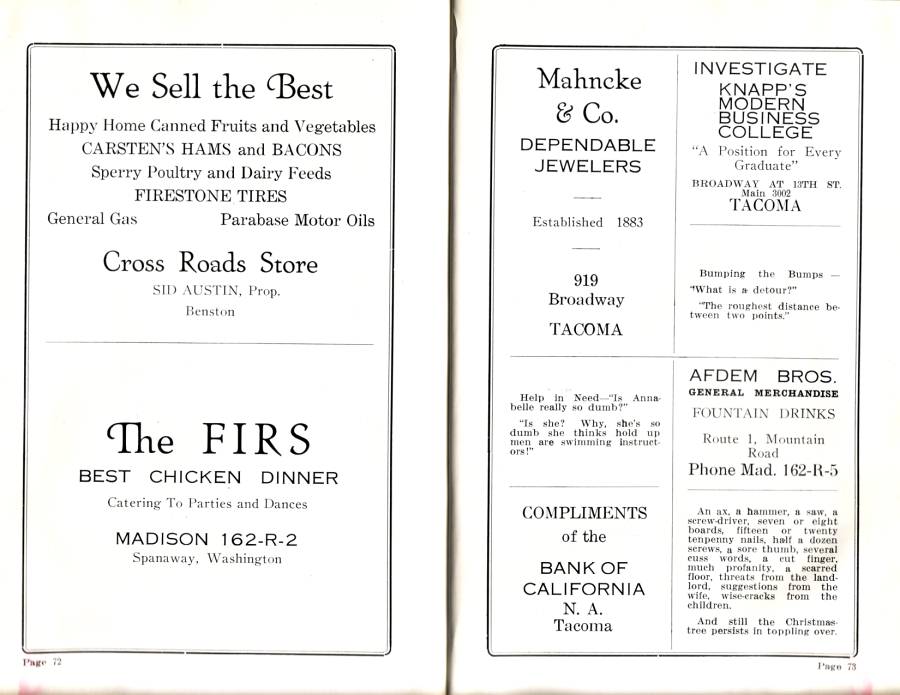 We Sell the Best
Happy Home Canned Fruits and Vegetables
CARSTEN'S HAMS and BACONS
Sperry Poultry and Dairy Feeds
FIRESTONE TIRES
General Gas Parabase Motor Oils
Cross Roads Store
SID AUSTIN, Prop.
Benston
The FIRS
BEST CHICKEN DINNER
Catering To Parties and Dances
MADISON 162-R-2
Spanaway, Washington
Page 72
Mahncke
& Co.
DEPENDABLE
JEWELERS
Established 1883
919
Broadway
TACOMA
Help in Need—"Is Anna-
belle really so dumb?"
"Is she? Why, she's so
dumb she thinks hold up
men are swimming instruct-
ors!"
COMPLIMENTS
of the
BANK OF
CALIFORNIA
N. A.
Tacoma
INVESTIGATE
KNAPP'S
MODERN
BUSINESS
COLLEGE
"A Position for Every
Graduate"
BROADWAY AT 13TH ST.
Main 3002
TACOMA
Bumping the Bumps —
"What is a detour?"
"The roughest distance be-
tween two points."
AFDEM BROS.
GENERAL MERCHANDISE
FOUNTAIN DRINKS
Route 1, Mountain
Road
Phone Mad. 162-R-5
An ax, a hammer, a saw, a
screw-driver, seven or eight
boards, fifteen or twenty
tenpenny nails, half a dozen
screws, a sore thumb, several
cuss words, a cut finger,
much profanity, a scarred
floor, threats from the land-
lord, suggestions from the
wife, wise-cracks from the
children.
And still the Christmas-
tree persists in toppling over.
Page 73